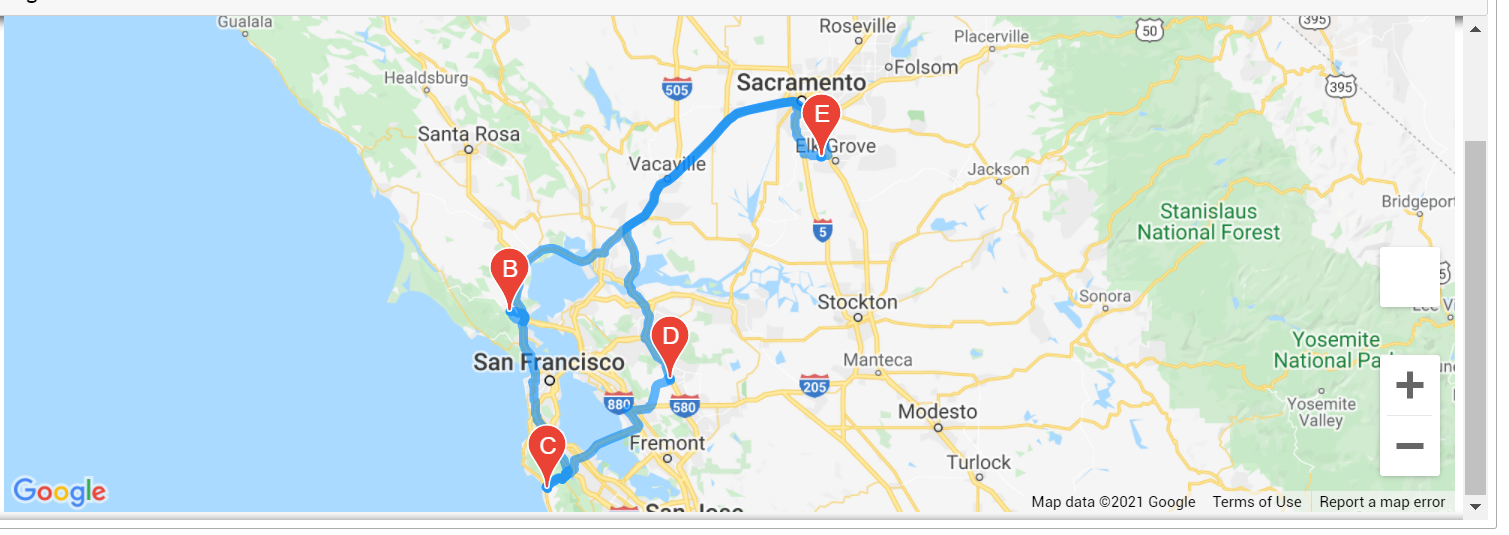 Gualala
Roseville
50
395
Placerville
Healdsburg
Folsom
505
Sacramento
395
E
Santa Rosa
Elk Grove
Vacaville
Jackson
Bridgeport
Stanislaus
National Forest
5
B
Sonora
Stockton
D
Yosemite
National
San Francisco
Manteca
205
Yosemite
Valley
880
580
Modesto
C
Fremont
Turlock
Google
San Jose
Map data ©2021 Google
Terms of Use
Report a map error